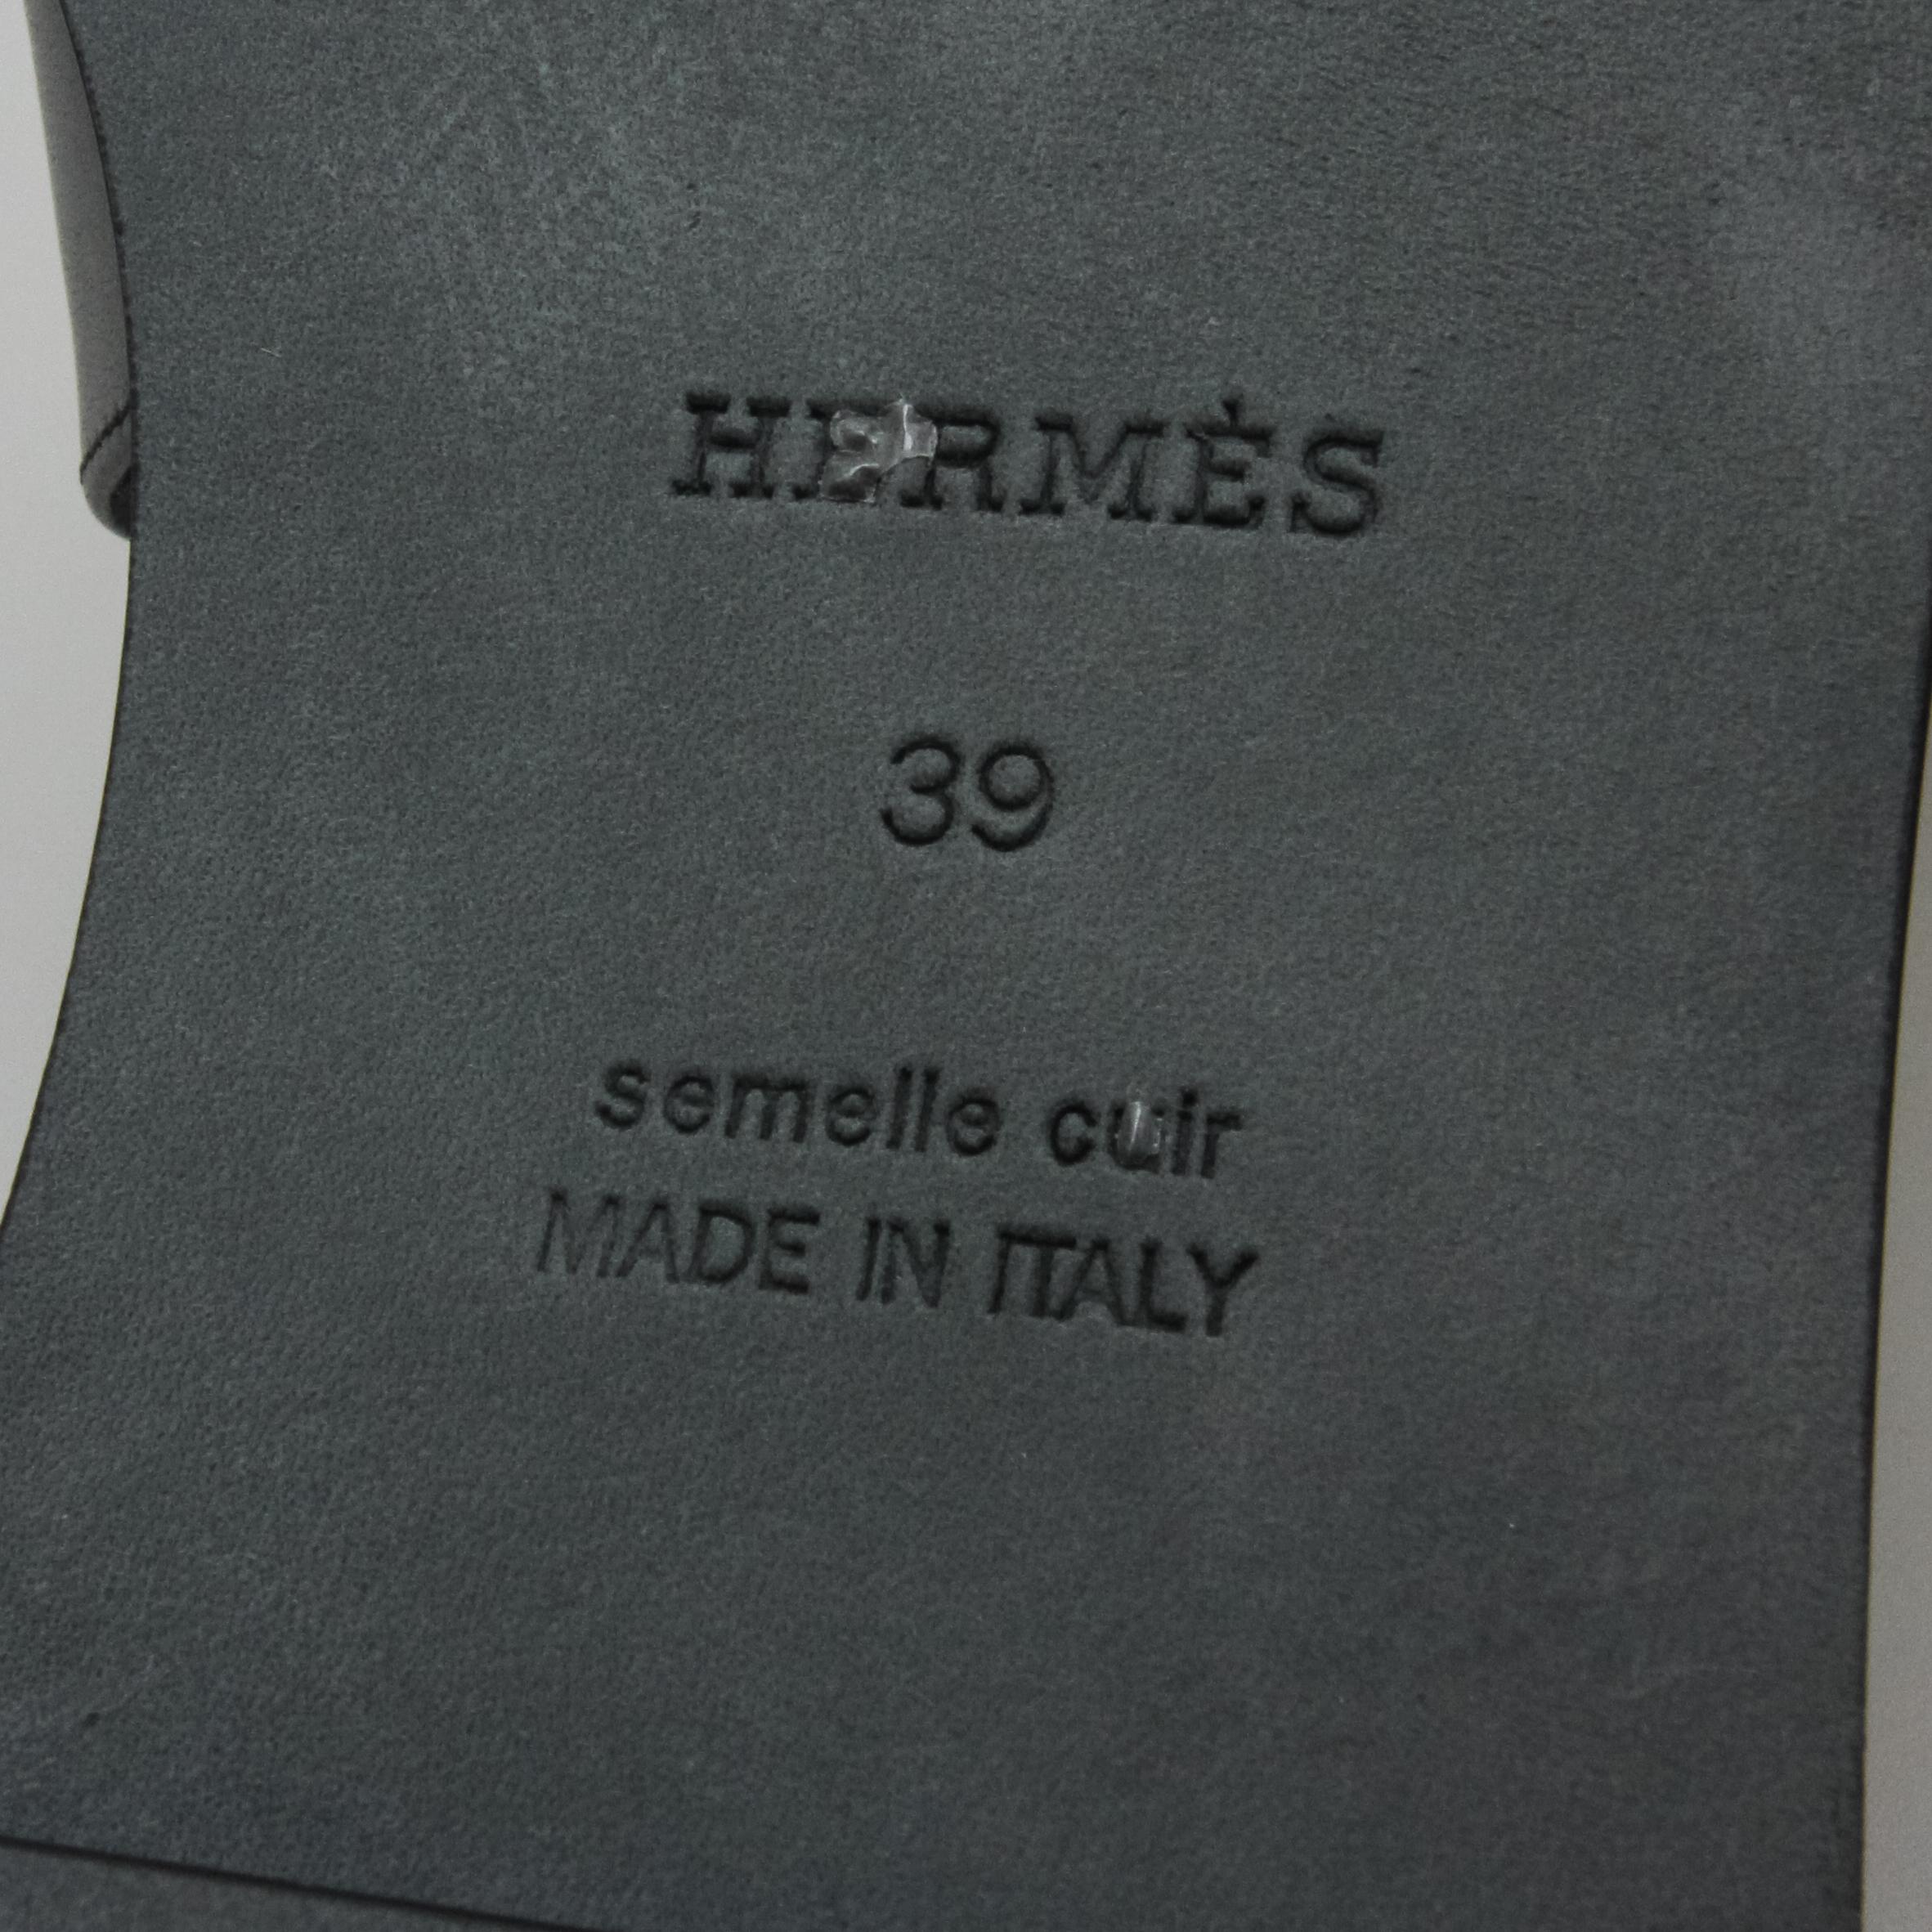 HERMÈS
39
semelle cuir
MADE IN ITALY